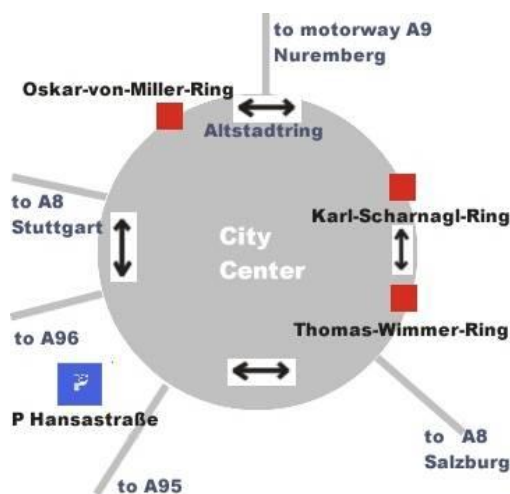 to motorway A9
Nuremberg
Oskar-von-Miller-Ring
Altstadtring
to A8
Stuttgart
Karl-Scharnagl-Ring
City
Center
Thomas-Wimmer-Ring
to A96
P
P Hansastraße
to A8
Salzburg
to A95